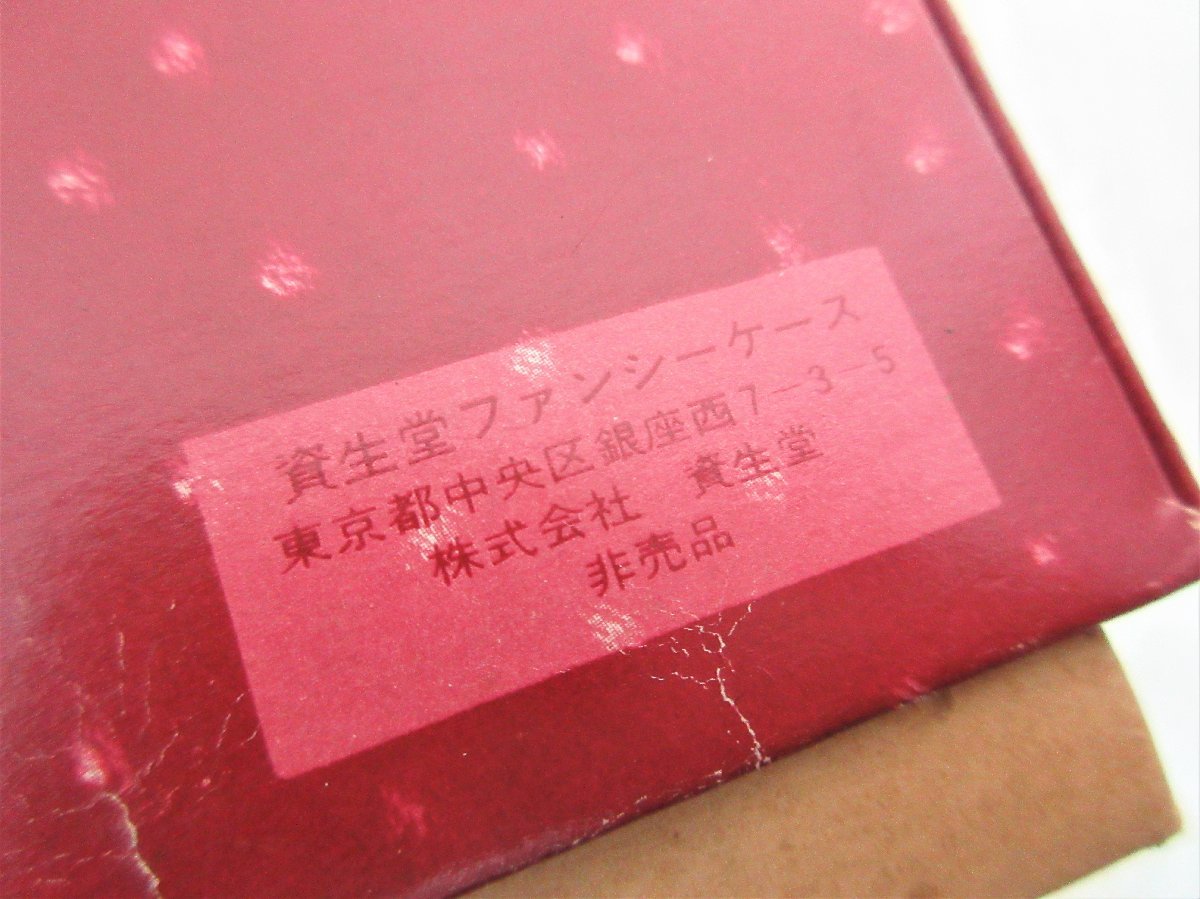 資生堂ファンシーケース
東京都中央区銀座西7-3-5
株式会社　資生堂
非売品